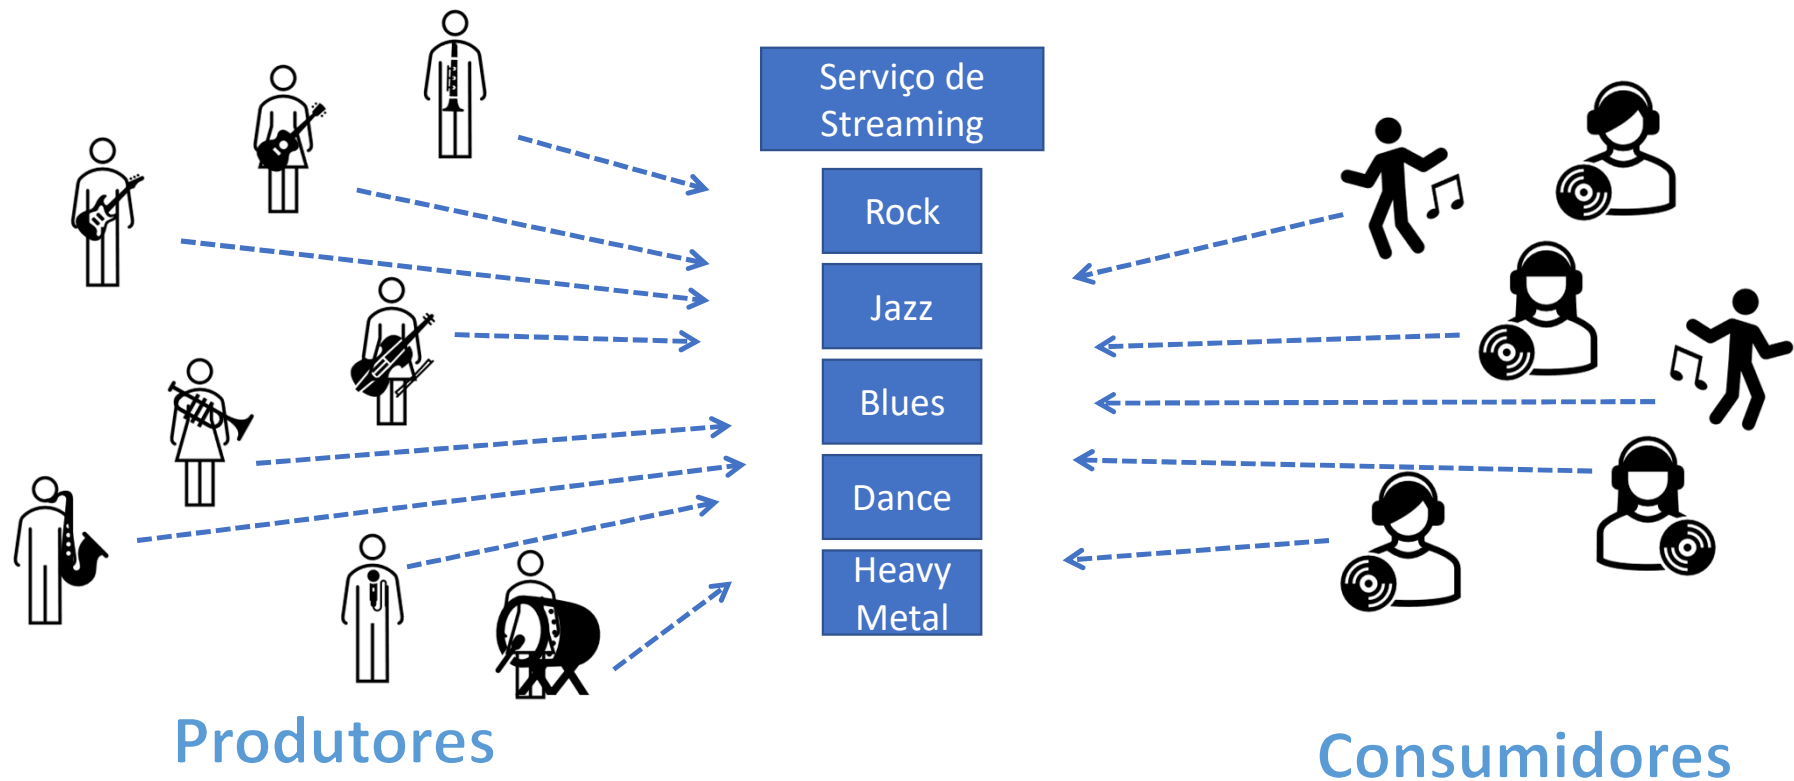 Serviço de
Streaming
Rock
Jazz
Blues
Dance
Heavy
Metal
Produtores
Consumidores